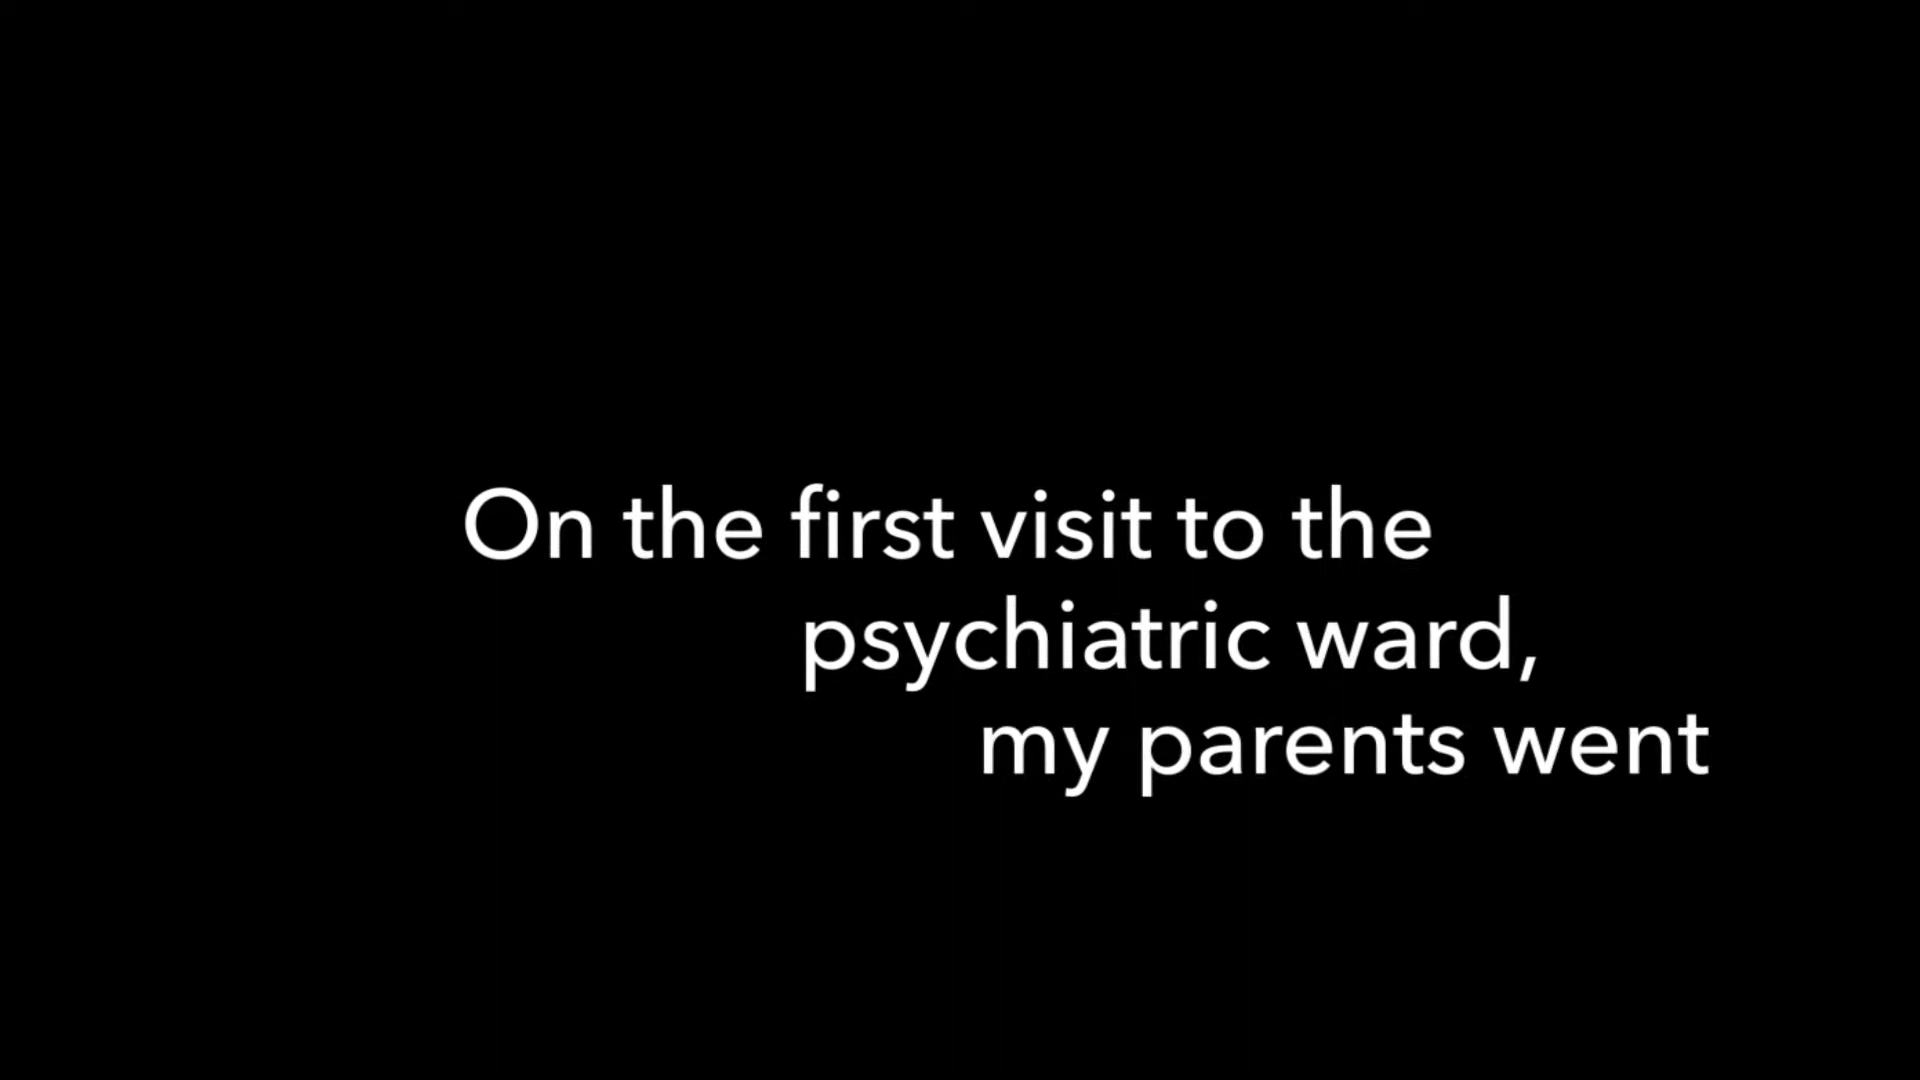 On the first visit to the
psychiatric ward,
my parents went